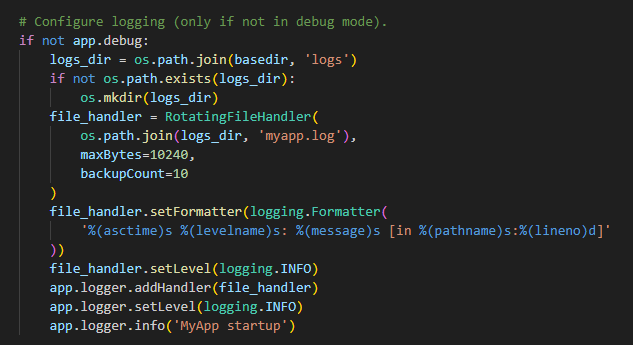 # Configure logging (only if not in debug mode).
if not app.debug:
    logs_dir = os.path.join(basedir, 'logs')
    if not os.path.exists(logs_dir):
        os.mkdir(logs_dir)
    file_handler = RotatingFileHandler(
        os.path.join(logs_dir, 'myapp.log'),
        maxBytes=10240,
        backupCount=10
    )
    file_handler.setFormatter(logging.Formatter(
        '%(asctime)s %(levelname)s: %(message)s [in %(pathname)s:%(lineno)d]'
    ))
    file_handler.setLevel(logging.INFO)
    app.logger.addHandler(file_handler)
    app.logger.setLevel(logging.INFO)
    app.logger.info('MyApp startup')